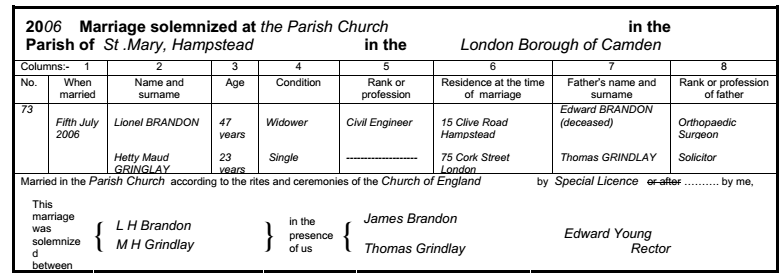 2006 Marriage solemnized at the Parish Church in the
Parish of St .Mary, Hampstead in the London Borough of Camden
Columns:- 1 2 3 4 5 6 7 8
No. When married Name and surname Age Condition Rank or profession Residence at the time of marriage Father's name and surname Rank or profession of father
73 Fifth July 2006 Lionel BRANDON 47 years Widower Civil Engineer 15 Clive Road Hampstead Edward BRANDON (deceased) Orthopaedic Surgeon
Hetty Maud GRINGLAY 23 years Single -------------------- 75 Cork Street London Thomas GRINDLAY Solicitor
Married in the Parish Church according to the rites and ceremonies of the Church of England by Special Licence or after .......... by me,
This
marriage
was
solemnize
d
between
{ L H Brandon
M H Grindlay }
in the
presence
of us
{ James Brandon
Thomas Grindlay
Edward Young
Rector